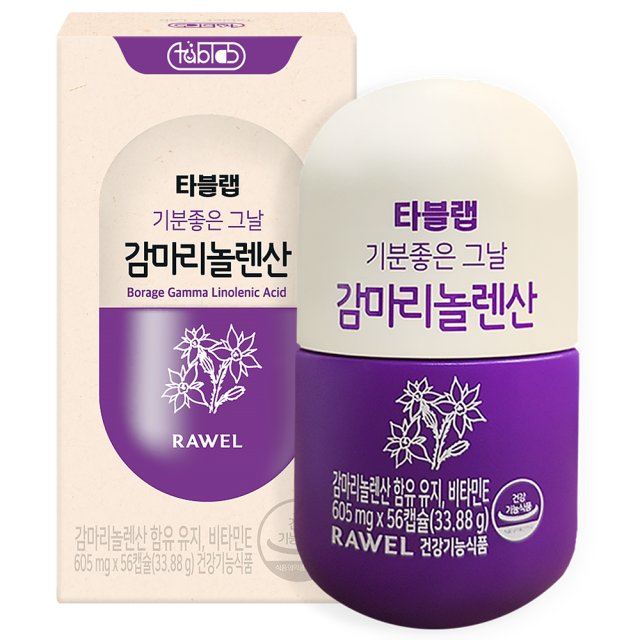 tablab
타블랩
기분좋은 그날
감마리놀렌산
Borage Gamma Linolenic Acid
RAWEL
감마리놀렌산 함유 유지, 비타민E
605 mg x 56캡슐(33.88 g) 건강기능식품
타블랩
기분좋은 그날
감마리놀렌산
감마리놀렌산 함유 유지, 비타민E
605 mg x 56캡슐(33.88 g)
RAWEL 건강기능식품
건강
기능식품